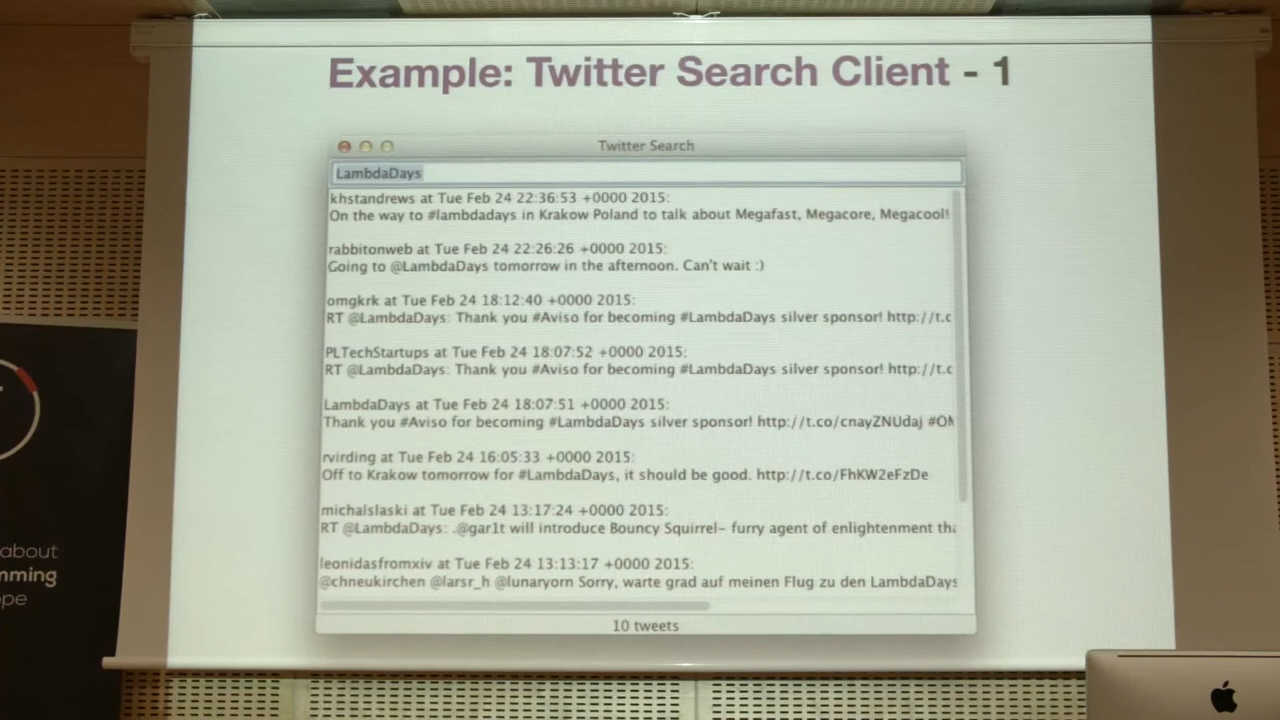 Example: Twitter Search Client - 1
Twitter Search
LambdaDays
khstandrews at Tue Feb 24 22:36:53 +0000 2015:
On the way to #lambdadays in Krakow Poland to talk about Megafast, Megacore, Megacool!
rabbitonweb at Tue Feb 24 22:26:26 +0000 2015:
Going to @LambdaDays tomorrow in the afternoon. Can't wait :)
omgkrk at Tue Feb 24 18:12:40 +0000 2015:
RT @LambdaDays: Thank you #Aviso for becoming #LambdaDays silver sponsor! http://t.c
PLTechStartups at Tue Feb 24 18:07:52 +0000 2015:
RT @LambdaDays: Thank you #Aviso for becoming #LambdaDays silver sponsor! http://t.c
LambdaDays at Tue Feb 24 18:07:51 +0000 2015:
Thank you #Aviso for becoming #LambdaDays silver sponsor! http://t.co/cnayZNUdaj #OM
rvirding at Tue Feb 24 16:05:33 +0000 2015:
Off to Krakow tomorrow for #LambdaDays, it should be good. http://t.co/FhKW2eFzDe
michalslaski at Tue Feb 24 13:17:24 +0000 2015:
RT @LambdaDays: .@gar1t will introduce Bouncy Squirrel- furry agent of enlightenment tha
leonidasfromxiv at Tue Feb 24 13:13:17 +0000 2015:
@chneukirchen @larsr_h @lunaryorn Sorry, warte grad auf meinen Flug zu den LambdaDays
10 tweets
about
mming
pe